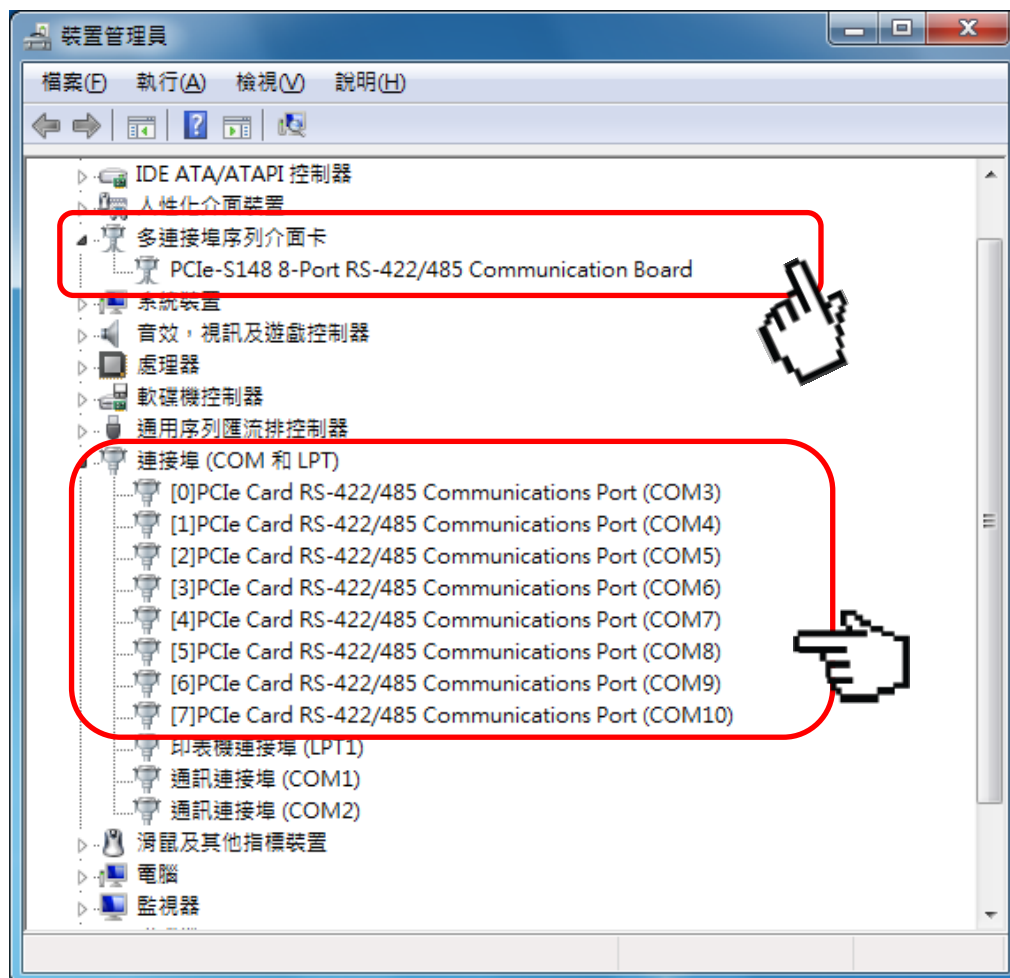 裝置管理員
檔案(F) 執行(A) 檢視(V) 說明(H)
IDE ATA/ATAPI 控制器
人性化介面裝置
多連接埠序列介面卡
PCIe-S148 8-Port RS-422/485 Communication Board
系統裝置
音效，視訊及遊戲控制器
處理器
軟碟機控制器
通用序列匯流排控制器
連接埠 (COM 和 LPT)
[0]PCIe Card RS-422/485 Communications Port (COM3)
[1]PCIe Card RS-422/485 Communications Port (COM4)
[2]PCIe Card RS-422/485 Communications Port (COM5)
[3]PCIe Card RS-422/485 Communications Port (COM6)
[4]PCIe Card RS-422/485 Communications Port (COM7)
[5]PCIe Card RS-422/485 Communications Port (COM8)
[6]PCIe Card RS-422/485 Communications Port (COM9)
[7]PCIe Card RS-422/485 Communications Port (COM10)
印表機連接埠 (LPT1)
通訊連接埠 (COM1)
通訊連接埠 (COM2)
滑鼠及其他指標裝置
電腦
監視器